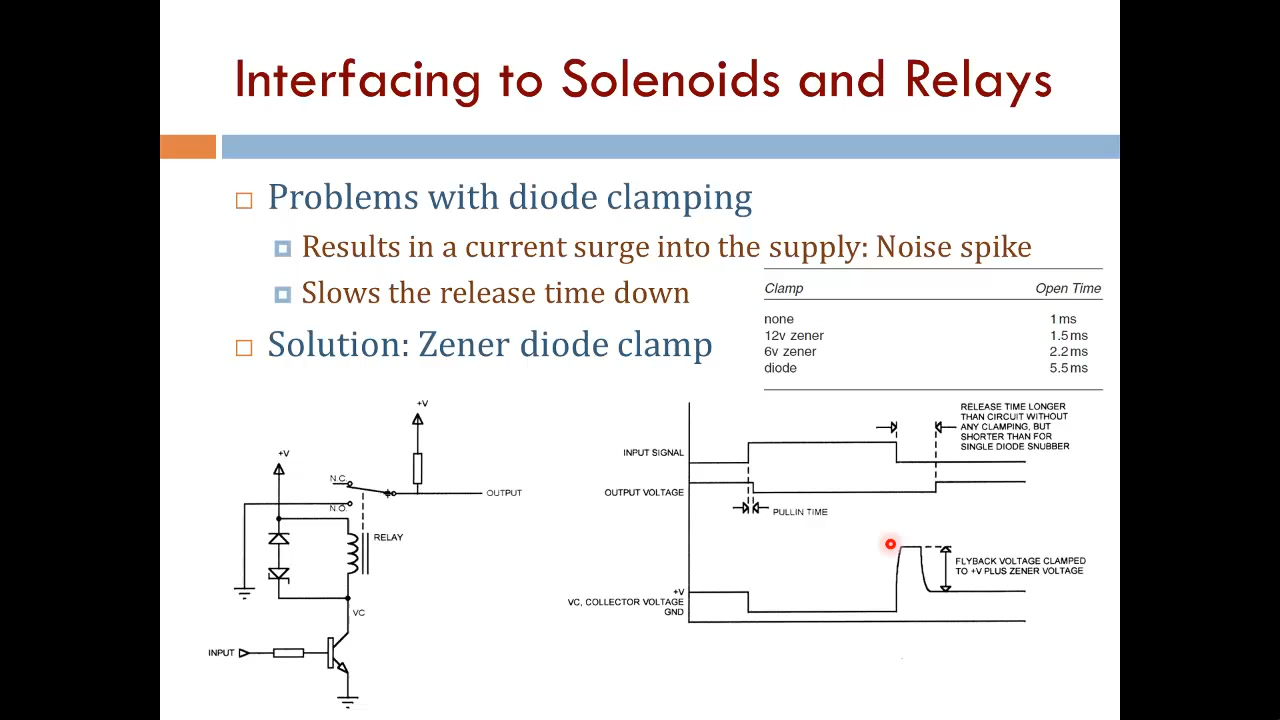 Interfacing to Solenoids and Relays
Problems with diode clamping
Results in a current surge into the supply: Noise spike
Slows the release time down
Solution: Zener diode clamp
Clamp Open Time
none 1 ms
12v zener 1.5 ms
6v zener 2.2 ms
diode 5.5 ms
+V
+V
N.C.
OUTPUT
N.O.
RELAY
VC
INPUT
RELEASE TIME LONGER
THAN CIRCUIT WITHOUT
ANY CLAMPING, BUT
SHORTER THAN FOR
SINGLE DIODE SNUBBER
INPUT SIGNAL
OUTPUT VOLTAGE
PULLIN TIME
FLYBACK VOLTAGE CLAMPED
TO +V PLUS ZENER VOLTAGE
+V
VC, COLLECTOR VOLTAGE
GND